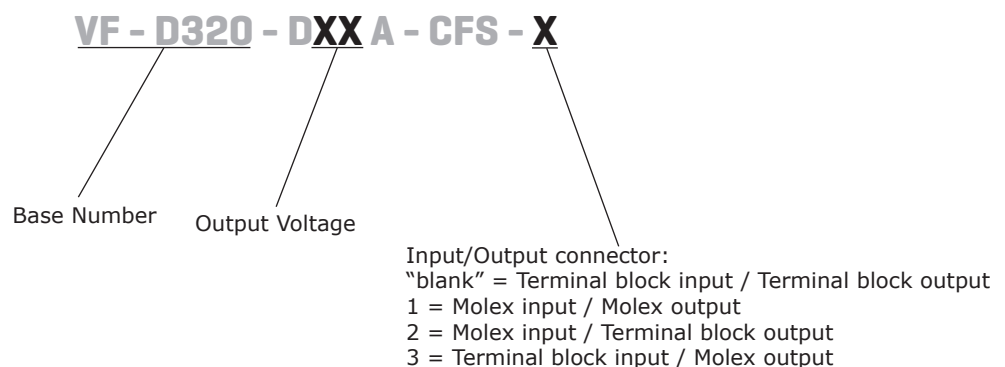 VF - D320 - DXX A - CFS - X
Base Number
Output Voltage
Input/Output connector:
“blank” = Terminal block input / Terminal block output
1 = Molex input / Molex output
2 = Molex input / Terminal block output
3 = Terminal block input / Molex output